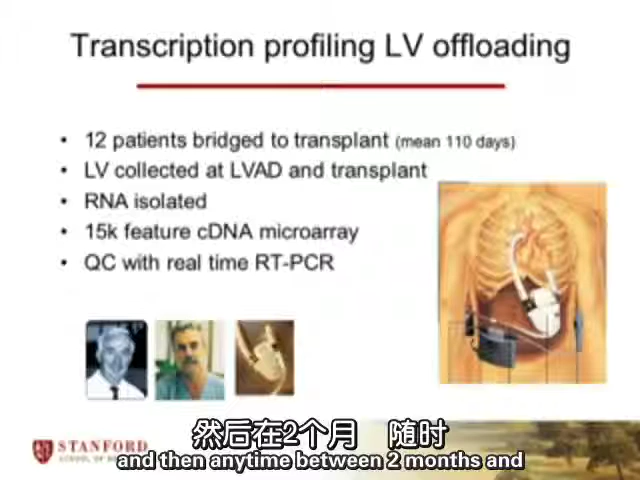 Transcription profiling LV offloading
• 12 patients bridged to transplant (mean 110 days)
• LV collected at LVAD and transplant
• RNA isolated
• 15k feature cDNA microarray
• QC with real time RT-PCR
然后在2个月 随时
STANFORD
SCHOOL OF
and then anytime between 2 months and